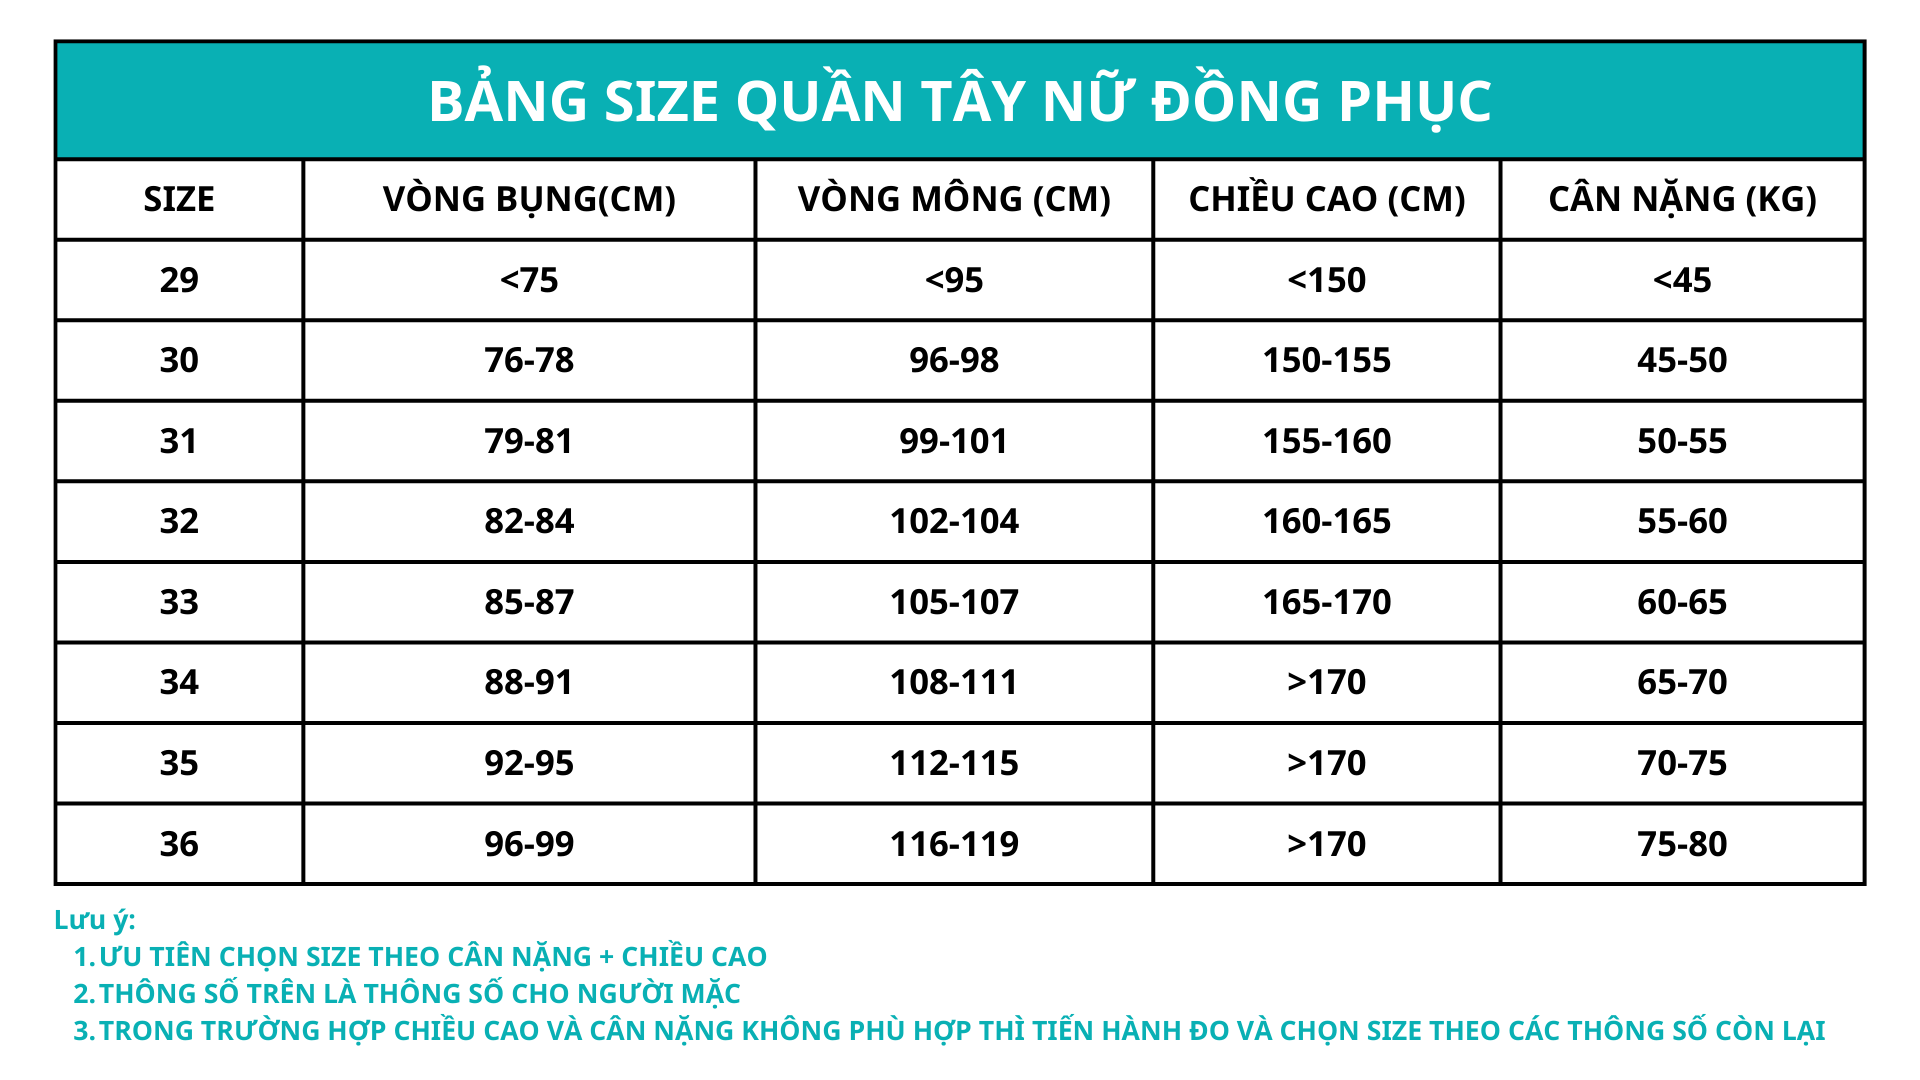 BẢNG SIZE QUẦN TÂY NỮ ĐỒNG PHỤC
SIZE VÒNG BỤNG(CM) VÒNG MÔNG (CM) CHIỀU CAO (CM) CÂN NẶNG (KG)
29 <75 <95 <150 <45
30 76-78 96-98 150-155 45-50
31 79-81 99-101 155-160 50-55
32 82-84 102-104 160-165 55-60
33 85-87 105-107 165-170 60-65
34 88-91 108-111 >170 65-70
35 92-95 112-115 >170 70-75
36 96-99 116-119 >170 75-80
Lưu ý:
1. ƯU TIÊN CHỌN SIZE THEO CÂN NẶNG + CHIỀU CAO
2. THÔNG SỐ TRÊN LÀ THÔNG SỐ CHO NGƯỜI MẶC
3. TRONG TRƯỜNG HỢP CHIỀU CAO VÀ CÂN NẶNG KHÔNG PHÙ HỢP THÌ TIẾN HÀNH ĐO VÀ CHỌN SIZE THEO CÁC THÔNG SỐ CÒN LẠI